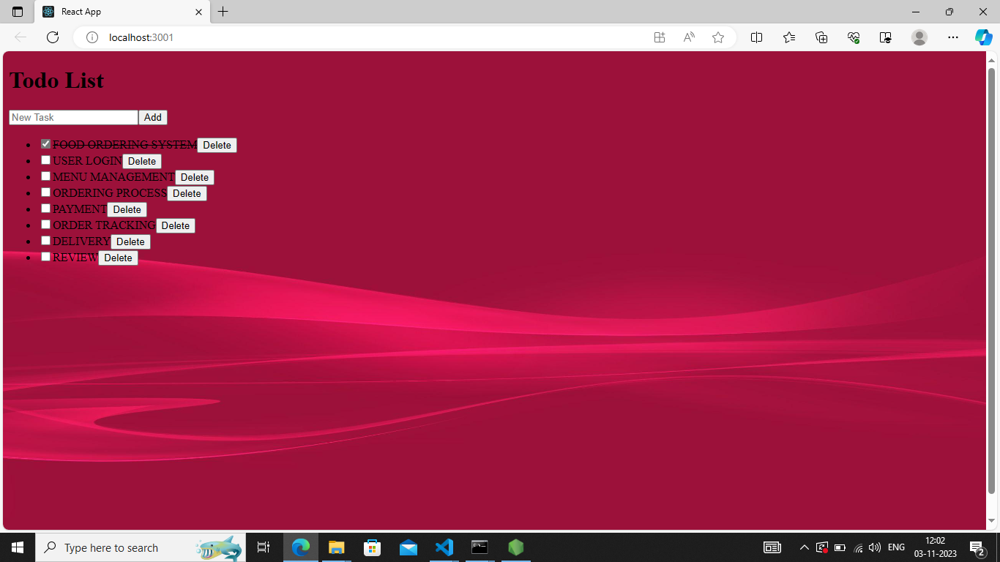 React App
localhost:3001
Todo List
New Task Add
FOOD ORDERING SYSTEM Delete
USER LOGIN Delete
MENU MANAGEMENT Delete
ORDERING PROCESS Delete
PAYMENT Delete
ORDER TRACKING Delete
DELIVERY Delete
REVIEW Delete
Type here to search
ENG
12:02
03-11-2023
2